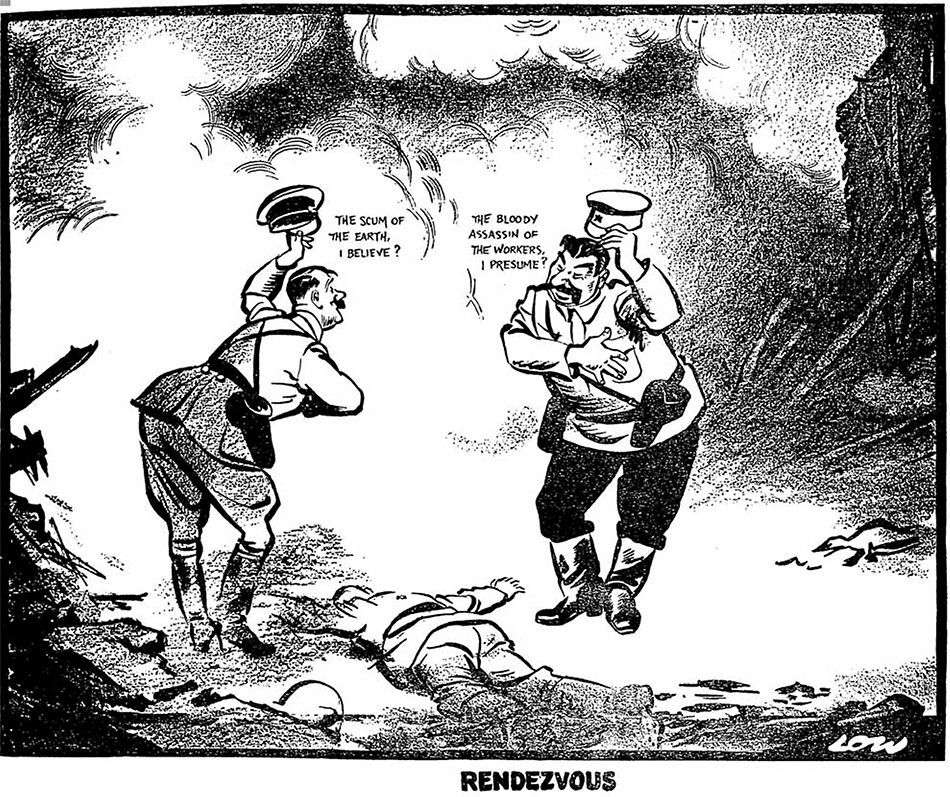 THE SCUM OF
THE EARTH,
I BELIEVE?
THE BLOODY
ASSASSIN OF
THE WORKERS,
I PRESUME?
LOW
RENDEZVOUS